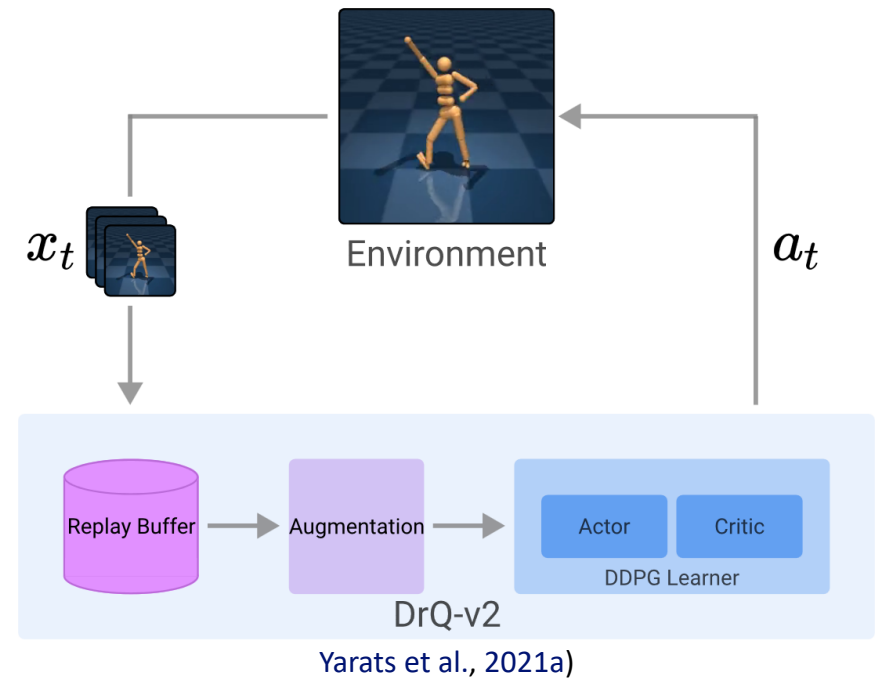 Environment
x_t
a_t
Replay Buffer
Augmentation
Actor
Critic
DDPG Learner
DrQ-v2
Yarats et al., 2021a)